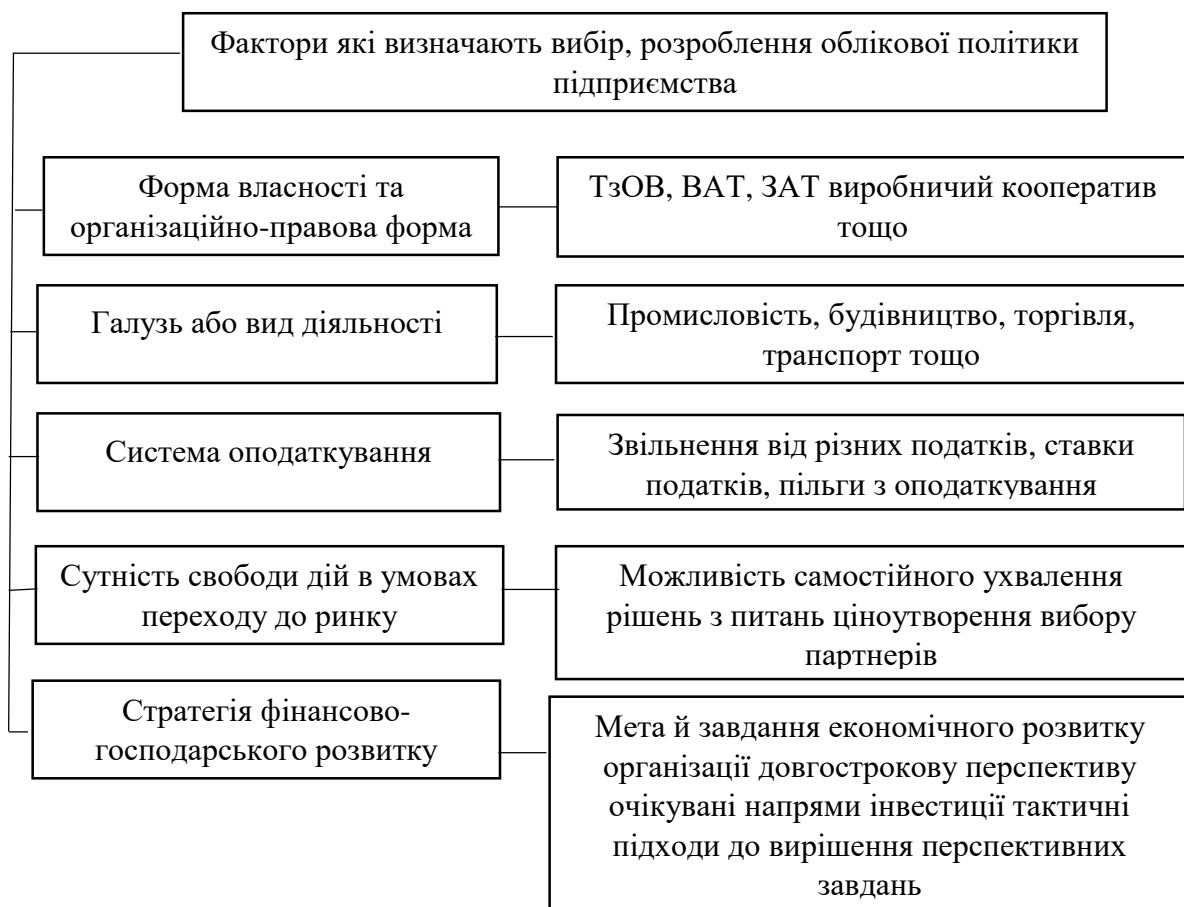 Фактори які визначають вибір, розроблення облікової політики
підприємства
Форма власності та
організаційно-правова форма
ТзОВ, ВАТ, ЗАТ виробничий кооператив
тощо
Галузь або вид діяльності
Промисловість, будівництво, торгівля,
транспорт тощо
Система оподаткування
Звільнення від різних податків, ставки
податків, пільги з оподаткування
Сутність свободи дій в умовах
переходу до ринку
Можливість самостійного ухвалення
рішень з питань ціноутворення вибору
партнерів
Стратегія фінансово-
господарського розвитку
Мета й завдання економічного розвитку
організації довгострокову перспективу
очікувані напрями інвестиції тактичні
підходи до вирішення перспективних
завдань